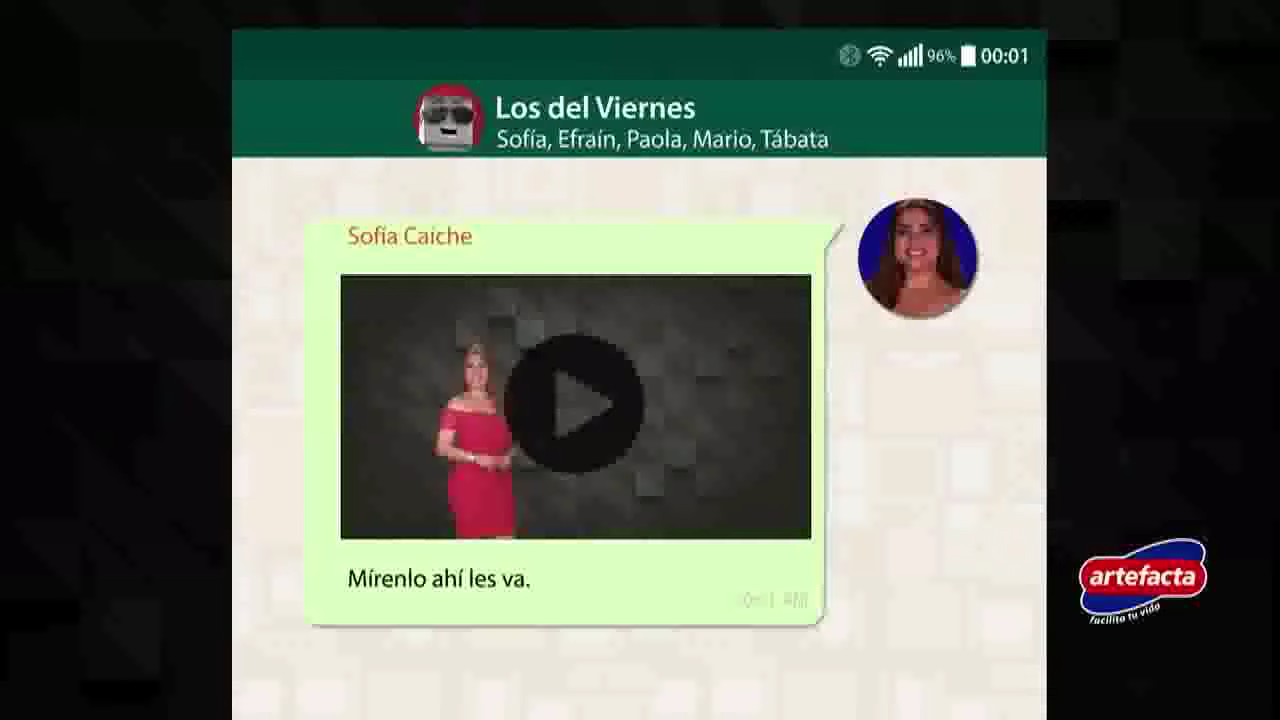 96% 00:01
Los del Viernes
Sofía, Efraín, Paola, Mario, Tábata
Sofía Caiche
Mírenlo ahí les va.
artefacta
facilita tu vida